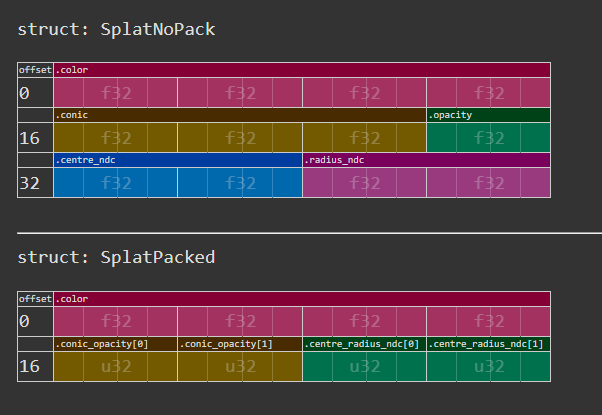 struct: SplatNoPack
offset .color
0 f32 f32 f32 f32
.conic .opacity
16 f32 f32 f32 f32
.centre_ndc .radius_ndc
32 f32 f32 f32 f32
struct: SplatPacked
offset .color
0 f32 f32 f32 f32
.conic_opacity[0] .conic_opacity[1] .centre_radius_ndc[0] .centre_radius_ndc[1]
16 u32 u32 u32 u32